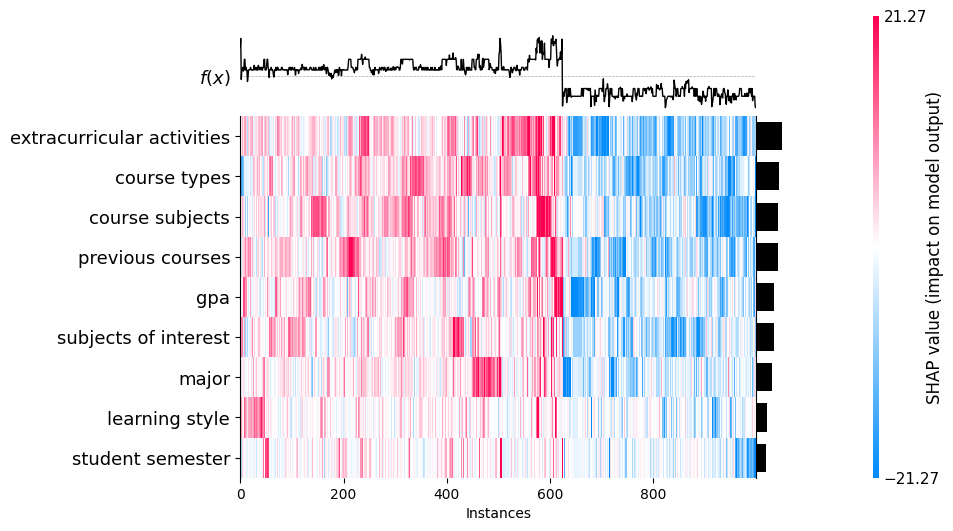 21.27
f(x)
extracurricular activities
course types
course subjects
previous courses
gpa
subjects of interest
major
learning style
student semester
SHAP value (impact on model output)
−21.27
0 200 400 600 800
Instances